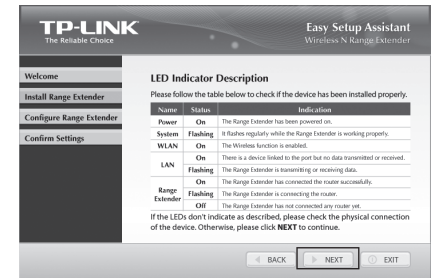 TP-LINK
The Reliable Choice
Easy Setup Assistant
Wireless N Range Extender
Welcome
Install Range Extender
Configure Range Extender
Confirm Settings
LED Indicator Description
Please follow the table below to check if the device has been installed properly.
Name Status Indication
Power On The Range Extender has been powered on.
System Flashing It flashes regularly while the Range Extender is working properly.
WLAN On The Wireless function is enabled.
LAN On There is a device linked to the port but no data transmitted or received.
Flashing The Range Extender is transmitting or receiving data.
Range Extender On The Range Extender has connected the router successfully.
Flashing The Range Extender is connecting the router.
Off The Range Extender has not connected any router yet.
If the LEDs don't indicate as described, please check the physical connection
of the device. Otherwise, please click NEXT to continue.
BACK NEXT EXIT